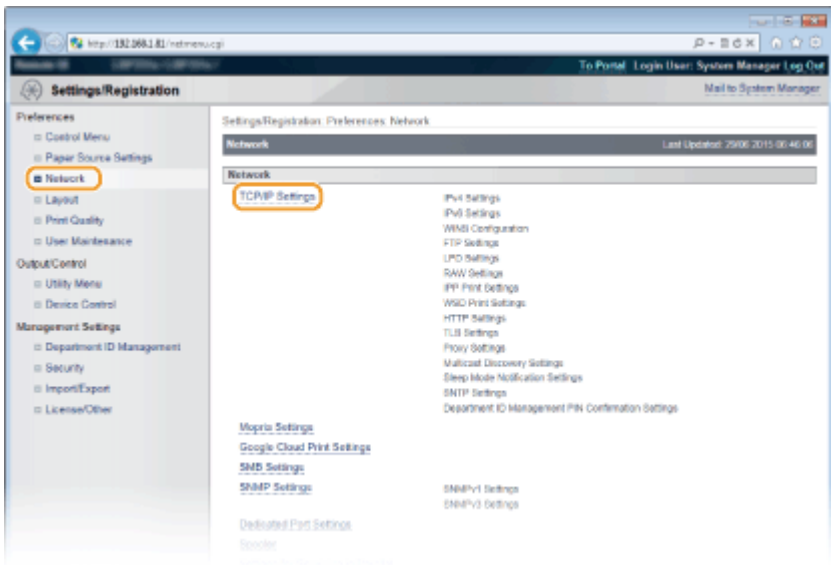 http://192.168.1.81/netmenu.cgi
To Portal Login User: System Manager Log Out
Settings/Registration
Mail to System Manager
Preferences
Control Menu
Paper Source Settings
Network
Layout
Print Quality
User Maintenance
Output/Control
Utility Menu
Device Control
Management Settings
Department ID Management
Security
Import/Export
License/Other
Settings/Registration: Preferences: Network
Network
Last Updated: 29/06 2015 06:46:06
Network
TCP/IP Settings
IPv4 Settings
IPv6 Settings
WINS Configuration
FTP Settings
LPD Settings
RAW Settings
IPP Print Settings
WSD Print Settings
HTTP Settings
TLS Settings
Proxy Settings
Multicast Discovery Settings
Sleep Mode Notification Settings
SNTP Settings
Department ID Management PIN Confirmation Settings
Mopria Settings
Google Cloud Print Settings
SMB Settings
SNMP Settings
SNMPv1 Settings
SNMPv3 Settings
Dedicated Port Settings
Spooler